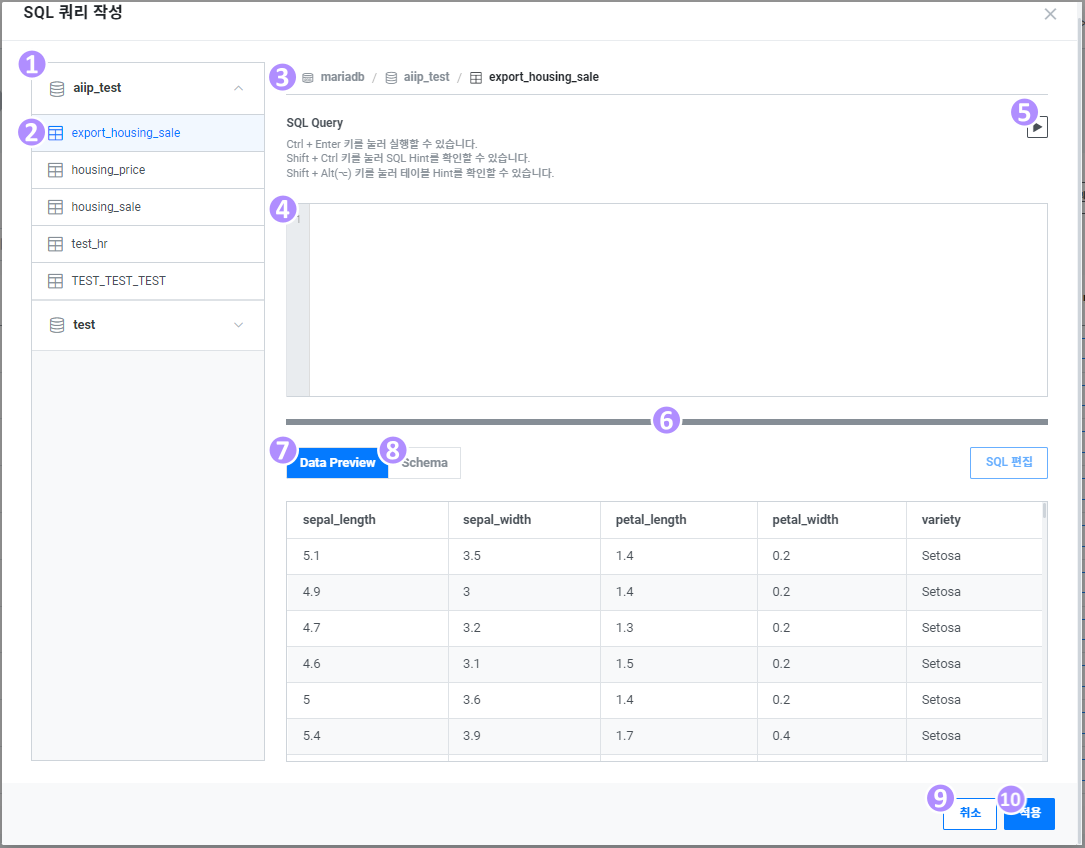 SQL 쿼리 작성
1
aiip_test
2 export_housing_sale
housing_price
housing_sale
test_hr
TEST_TEST_TEST
test
3 mariadb / aiip_test / export_housing_sale
SQL Query
5
Ctrl + Enter 키를 눌러 실행할 수 있습니다.
Shift + Ctrl 키를 눌러 SQL Hint를 확인할 수 있습니다.
Shift + Alt(⌥) 키를 눌러 테이블 Hint를 확인할 수 있습니다.
4 1
6
7 Data Preview 8 Schema SQL 편집
sepal_length sepal_width petal_length petal_width variety
5.1 3.5 1.4 0.2 Setosa
4.9 3 1.4 0.2 Setosa
4.7 3.2 1.3 0.2 Setosa
4.6 3.1 1.5 0.2 Setosa
5 3.6 1.4 0.2 Setosa
5.4 3.9 1.7 0.4 Setosa
9 취소 10 적용